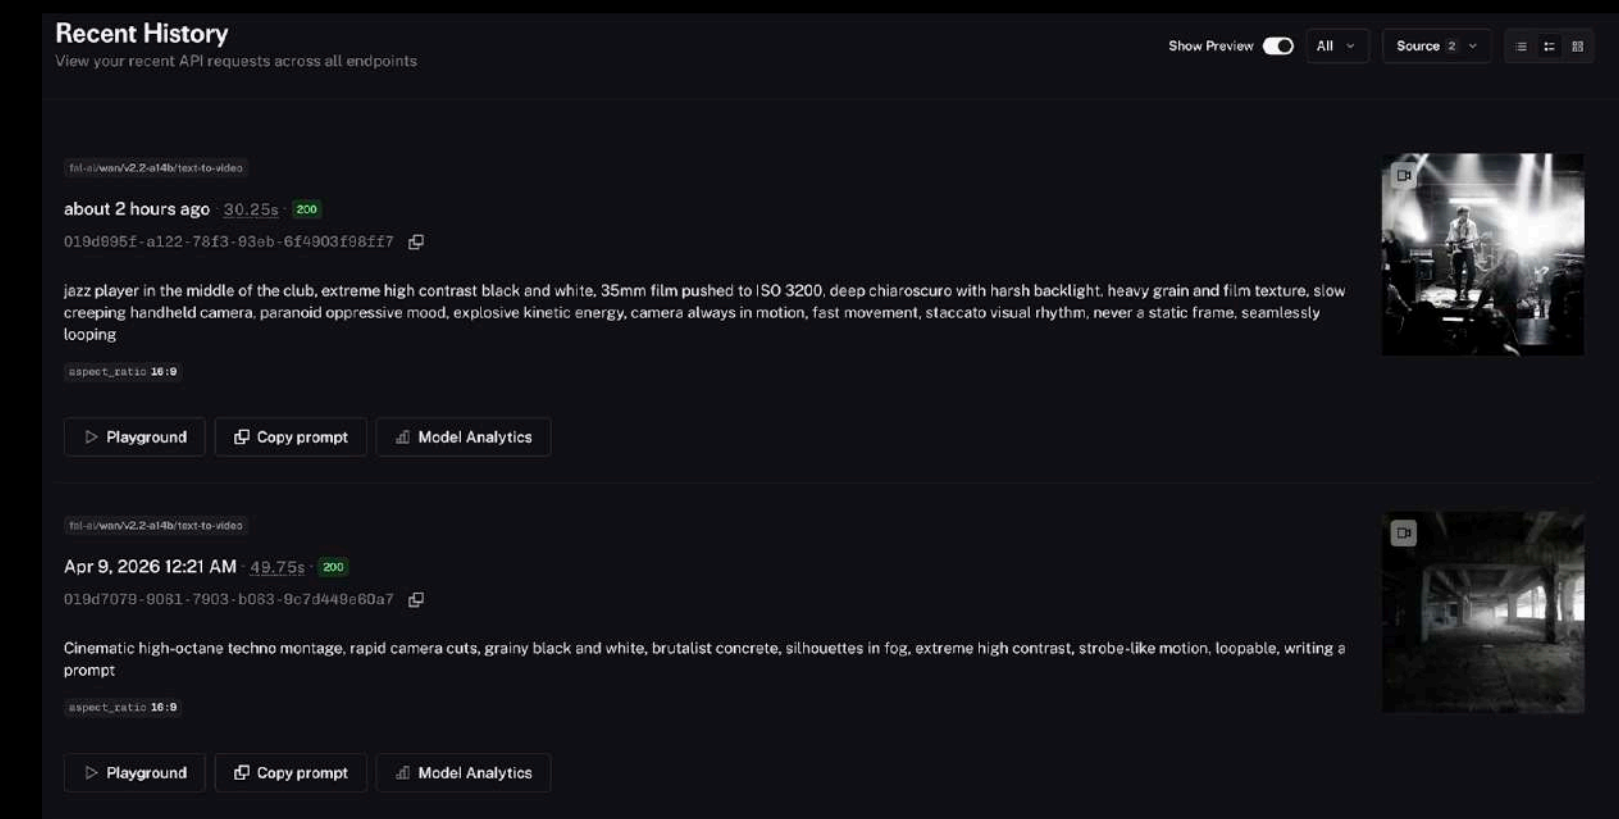 Recent History
View your recent API requests across all endpoints
Show Preview
All
Source 2
fal-ai/wan/v2.2-a14b/text-to-video
about 2 hours ago · 30.25s · 200
019d995f-a122-78f3-93eb-6f4903f98ff7
jazz player in the middle of the club, extreme high contrast black and white, 35mm film pushed to ISO 3200, deep chiaroscuro with harsh backlight, heavy grain and film texture, slow
creeping handheld camera, paranoid oppressive mood, explosive kinetic energy, camera always in motion, fast movement, staccato visual rhythm, never a static frame, seamlessly
looping
aspect_ratio 16:9
Playground
Copy prompt
Model Analytics
fal-ai/wan/v2.2-a14b/text-to-video
Apr 9, 2026 12:21 AM · 49.75s · 200
019d7079-9061-7903-b063-9c7d449e60a7
Cinematic high-octane techno montage, rapid camera cuts, grainy black and white, brutalist concrete, silhouettes in fog, extreme high contrast, strobe-like motion, loopable, writing a
prompt
aspect_ratio 16:9
Playground
Copy prompt
Model Analytics